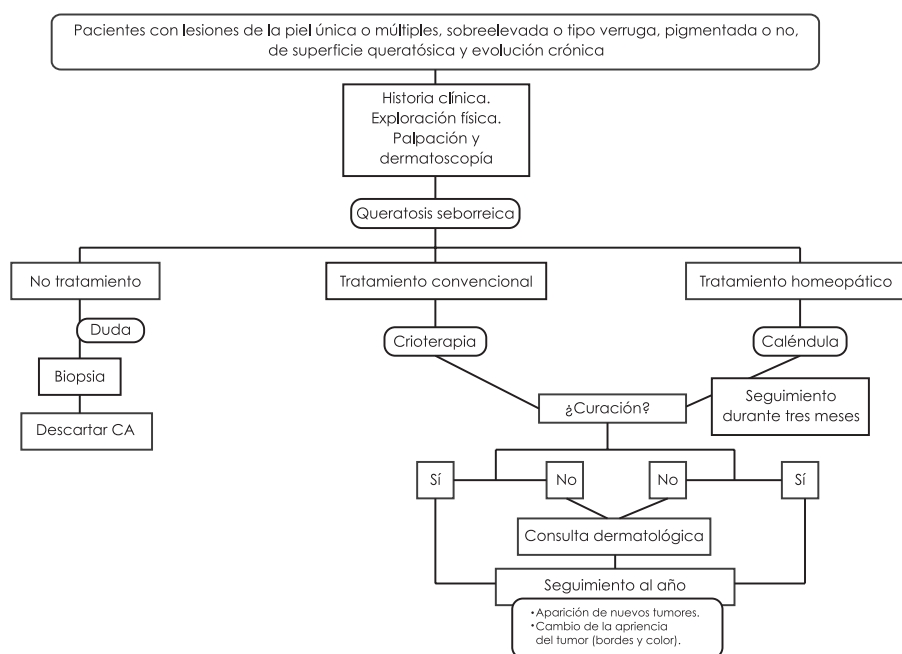 Pacientes con lesiones de la piel única o múltiples, sobreelevada o tipo verruga, pigmentada o no,
de superficie queratósica y evolución crónica
Historia clínica.
Exploración física.
Palpación y
dermatoscopía
Queratosis seborreica
No tratamiento
Tratamiento convencional
Tratamiento homeopático
Duda
Crioterapia
Caléndula
Biopsia
Descartar CA
¿Curación?
Seguimiento
durante tres meses
Sí
No
No
Sí
Consulta dermatológica
Seguimiento al año
•Aparición de nuevos tumores.
•Cambio de la apriencia
del tumor (bordes y color).